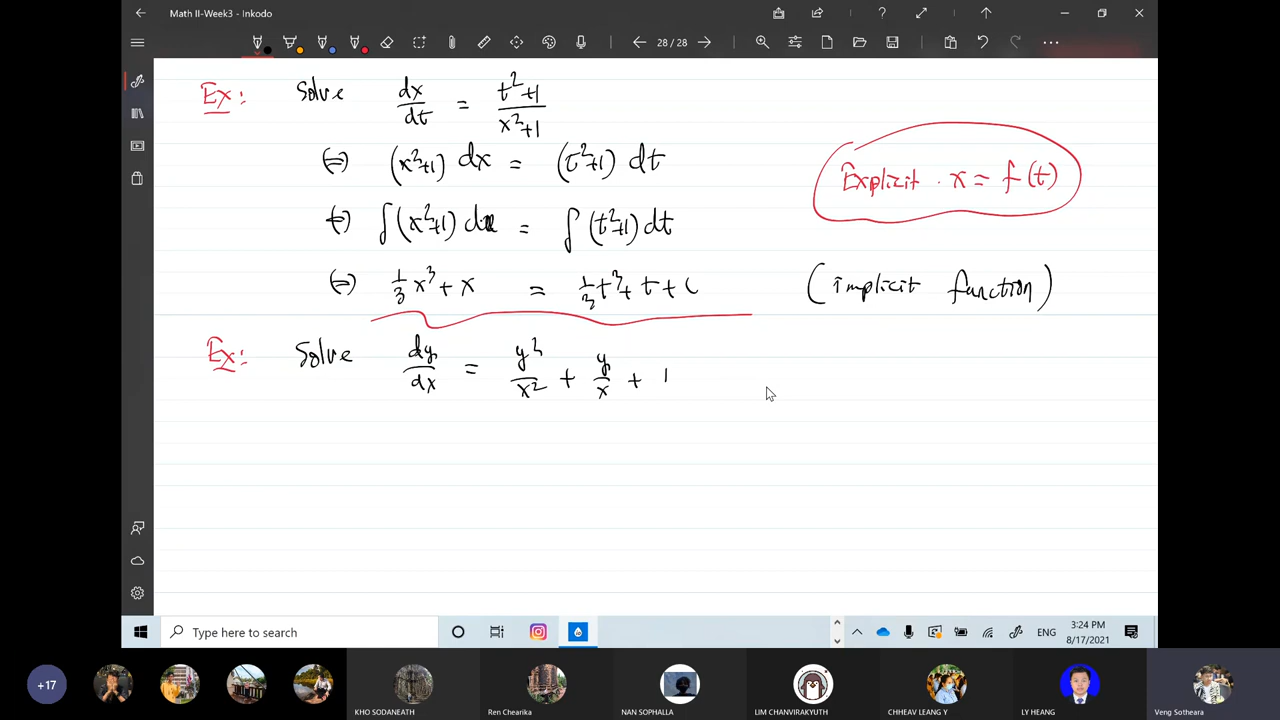 Math II-Week3 - Inkodo
28 / 28
Ex: Solve dx/dt = (t²+1)/(x²+1)
(=) (x²+1) dx = (t²+1) dt
Explicit. x = f(t)
(=) ∫(x²+1) dx = ∫(t²+1) dt
(=) 1/3 x³ + x = 1/3 t³ + t + C
(implicit function)
Ex: Solve dy/dx = y²/x² + y/x + 1
Type here to search
ENG
3:24 PM
8/17/2021
+17
KHO SODANEATH
Ren Chearika
NAN SOPHALLA
LIM CHANVIRAKYUTH
CHHEAV LEANG Y
LY HEANG
Veng Sotheara